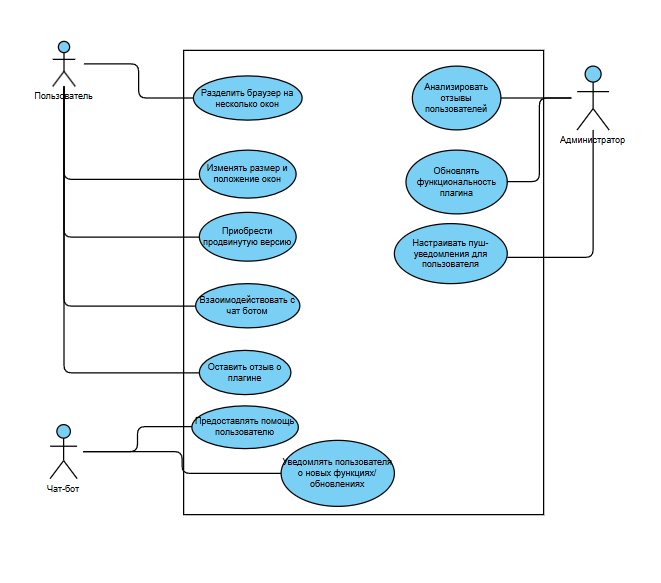 Пользователь
Разделить браузер на
несколько окон
Изменять размер и
положение окон
Приобрести
продвинутую версию
Взаоимодействовать с
чат ботом
Оставить отзыв о
плагине
Предоставлять помощь
пользователю
Уведомлять пользователя
о новых функциях/
обновлениях
Чат-бот
Анализировать
отзывы
пользователей
Обновлять
функциональность
плагина
Настраивать пуш-
уведомления для
пользователя
Администратор